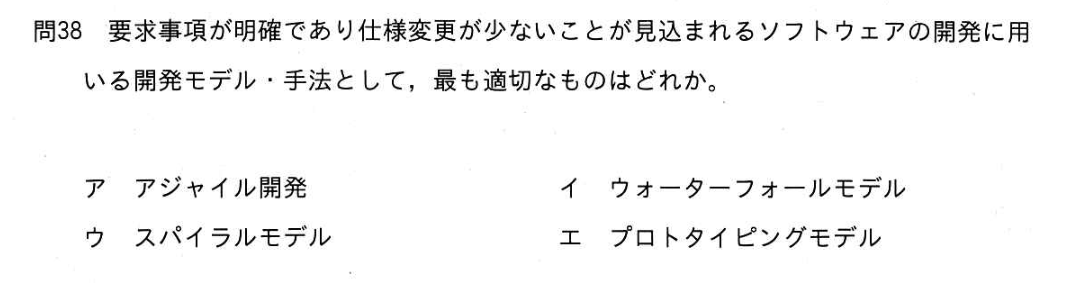 問38　要求事項が明確であり仕様変更が少ないことが見込まれるソフトウェアの開発に用
いる開発モデル・手法として，最も適切なものはどれか。
ア　アジャイル開発　イ　ウォーターフォールモデル
ウ　スパイラルモデル　エ　プロトタイピングモデル